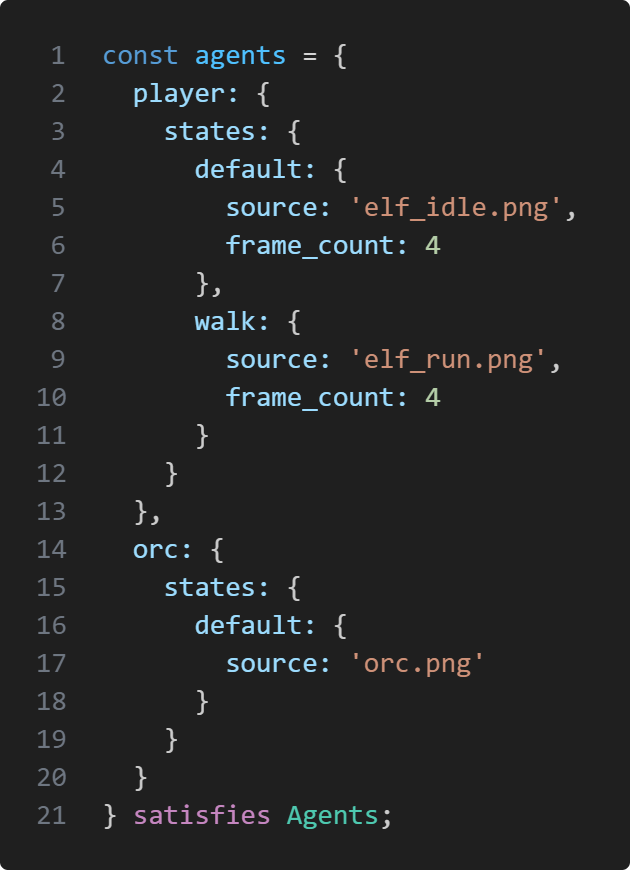 1 const agents = {
2   player: {
3     states: {
4       default: {
5         source: 'elf_idle.png',
6         frame_count: 4
7       },
8       walk: {
9         source: 'elf_run.png',
10         frame_count: 4
11       }
12     }
13   },
14   orc: {
15     states: {
16       default: {
17         source: 'orc.png'
18       }
19     }
20   }
21 } satisfies Agents;